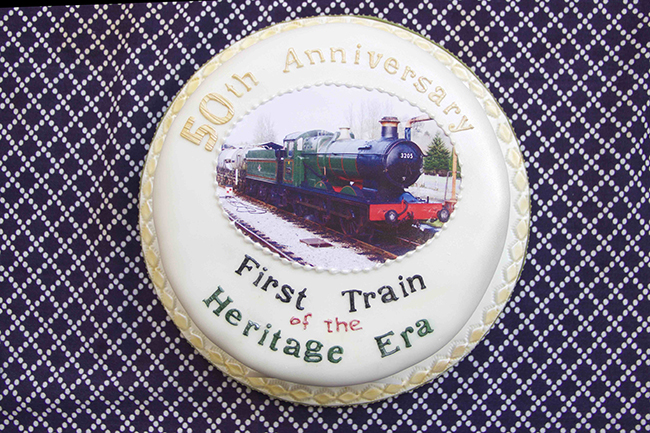 50th Anniversary
3205
First Train
of the
Heritage Era